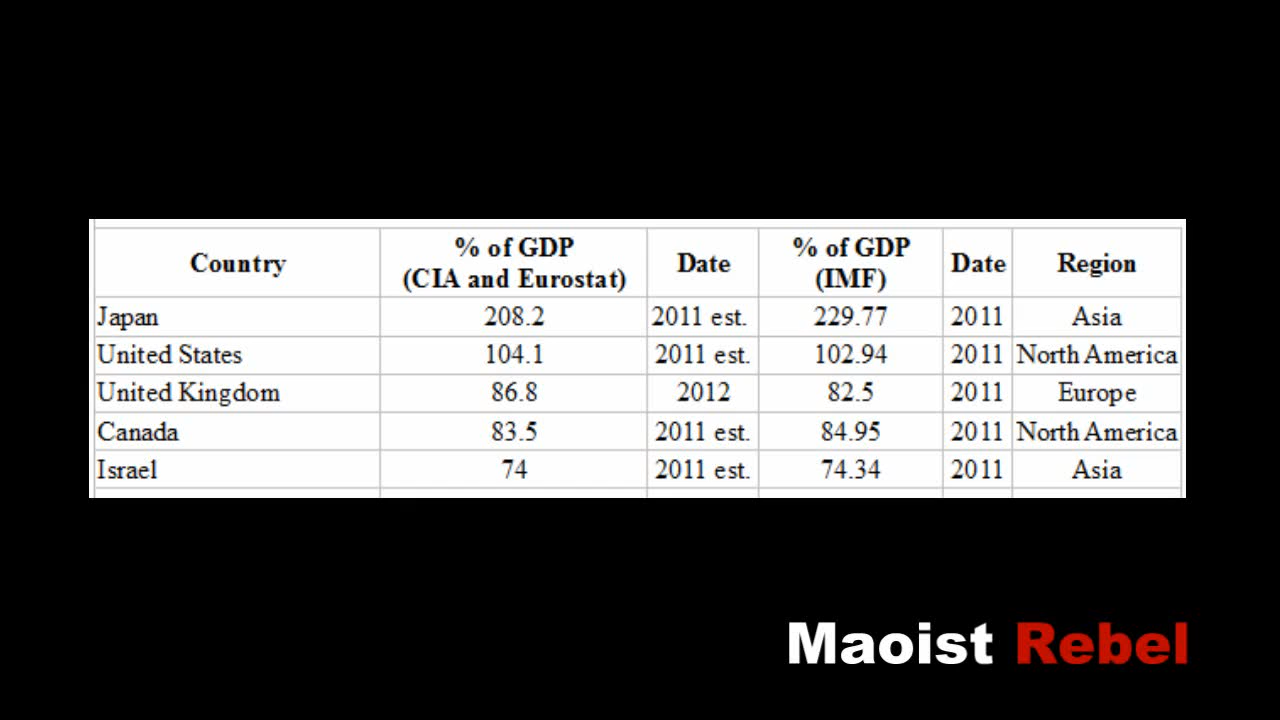 Country % of GDP (CIA and Eurostat) Date % of GDP (IMF) Date Region
Japan 208.2 2011 est. 229.77 2011 Asia
United States 104.1 2011 est. 102.94 2011 North America
United Kingdom 86.8 2012 82.5 2011 Europe
Canada 83.5 2011 est. 84.95 2011 North America
Israel 74 2011 est. 74.34 2011 Asia
Maoist Rebel